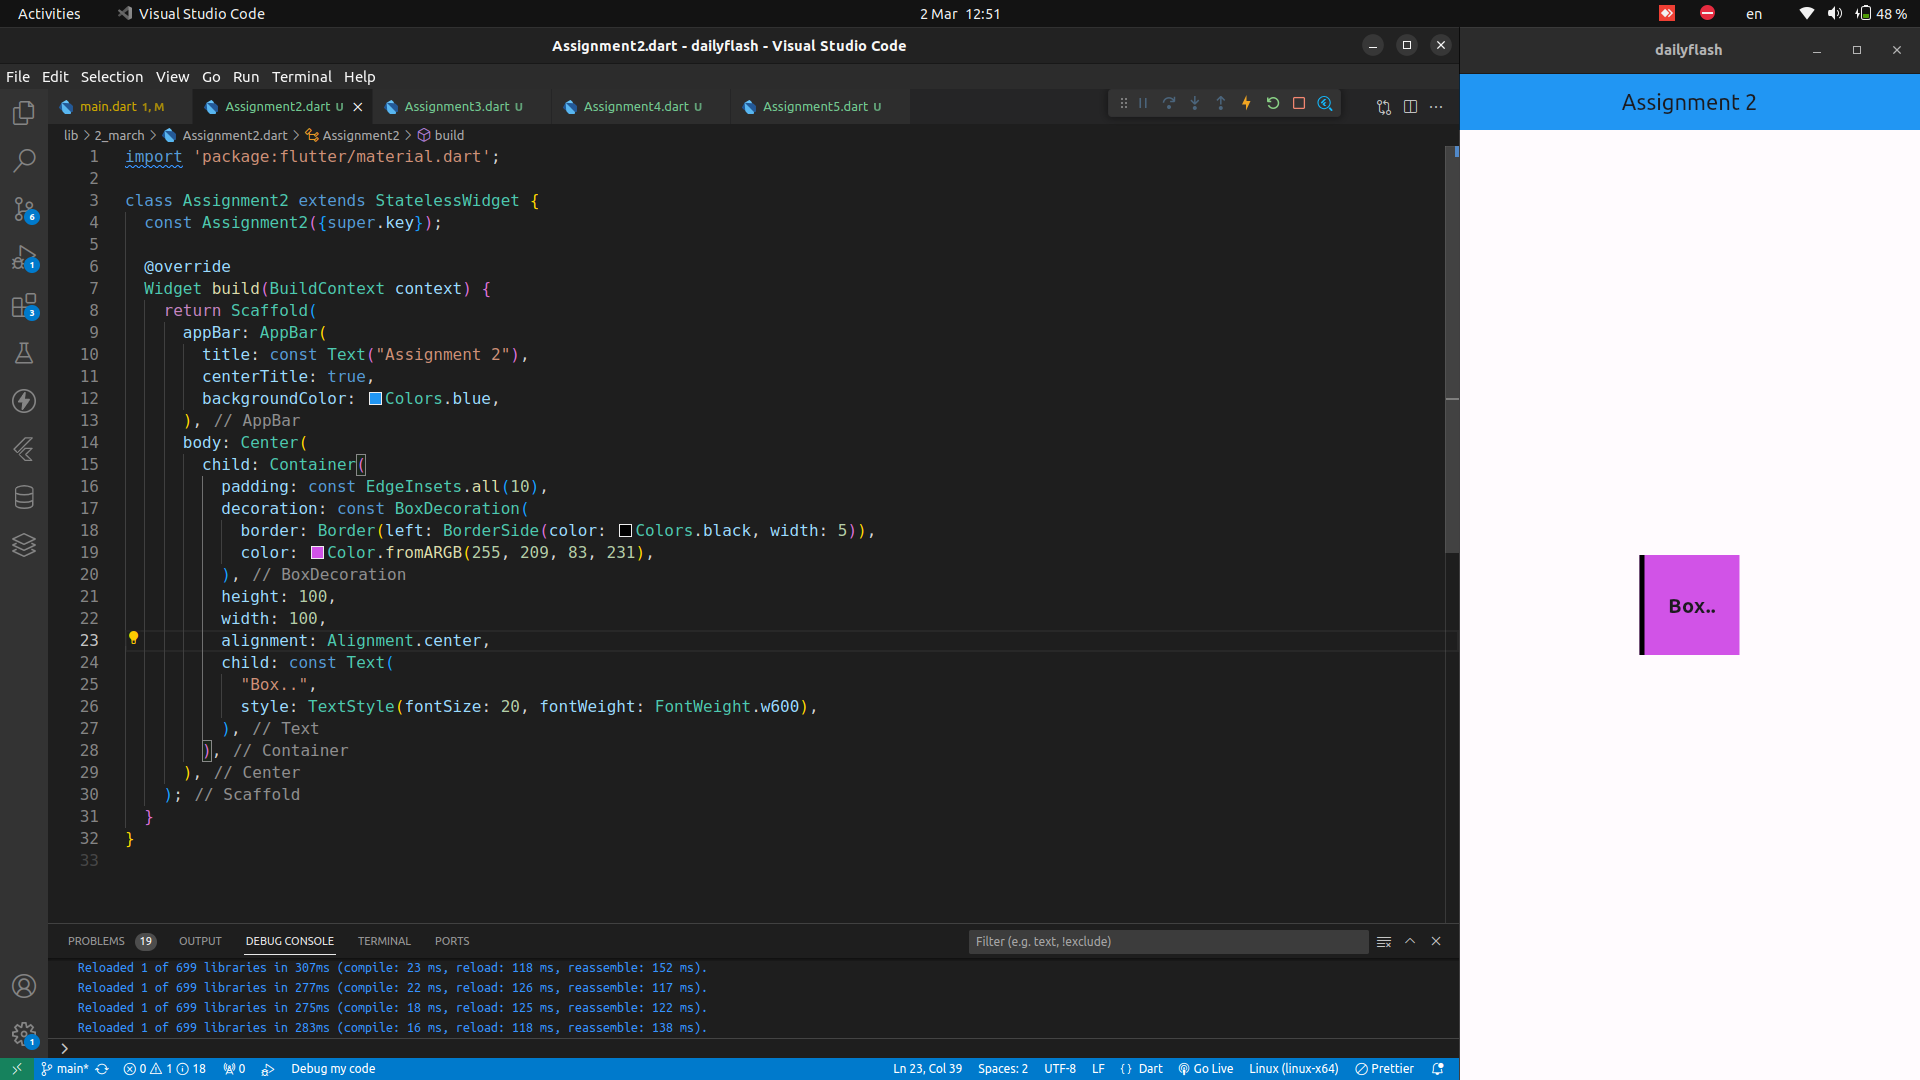 Activities
Visual Studio Code
2 Mar 12:51
en
48 %
Assignment2.dart - dailyflash - Visual Studio Code
File Edit Selection View Go Run Terminal Help
main.dart 1, M
Assignment2.dart U
Assignment3.dart U
Assignment4.dart U
Assignment5.dart U
lib > 2_march > Assignment2.dart > Assignment2 > build
1 import 'package:flutter/material.dart';
2
3 class Assignment2 extends StatelessWidget {
4 const Assignment2({super.key});
5
6 @override
7 Widget build(BuildContext context) {
8 return Scaffold(
9 appBar: AppBar(
10 title: const Text("Assignment 2"),
11 centerTitle: true,
12 backgroundColor: Colors.blue,
13 ), // AppBar
14 body: Center(
15 child: Container(
16 padding: const EdgeInsets.all(10),
17 decoration: const BoxDecoration(
18 border: Border(left: BorderSide(color: Colors.black, width: 5)),
19 color: Color.fromARGB(255, 209, 83, 231),
20 ), // BoxDecoration
21 height: 100,
22 width: 100,
23 alignment: Alignment.center,
24 child: const Text(
25 "Box..",
26 style: TextStyle(fontSize: 20, fontWeight: FontWeight.w600),
27 ), // Text
28 ), // Container
29 ), // Center
30 ); // Scaffold
31 }
32 }
33
6
1
3
1
PROBLEMS 19 OUTPUT DEBUG CONSOLE TERMINAL PORTS
Filter (e.g. text, !exclude)
Reloaded 1 of 699 libraries in 307ms (compile: 23 ms, reload: 118 ms, reassemble: 152 ms).
Reloaded 1 of 699 libraries in 277ms (compile: 22 ms, reload: 126 ms, reassemble: 117 ms).
Reloaded 1 of 699 libraries in 275ms (compile: 18 ms, reload: 125 ms, reassemble: 122 ms).
Reloaded 1 of 699 libraries in 283ms (compile: 16 ms, reload: 118 ms, reassemble: 138 ms).
>
main* 0 1 18 0 Debug my code
Ln 23, Col 39 Spaces: 2 UTF-8 LF { } Dart Go Live Linux (linux-x64) Prettier
dailyflash
Assignment 2
Box..